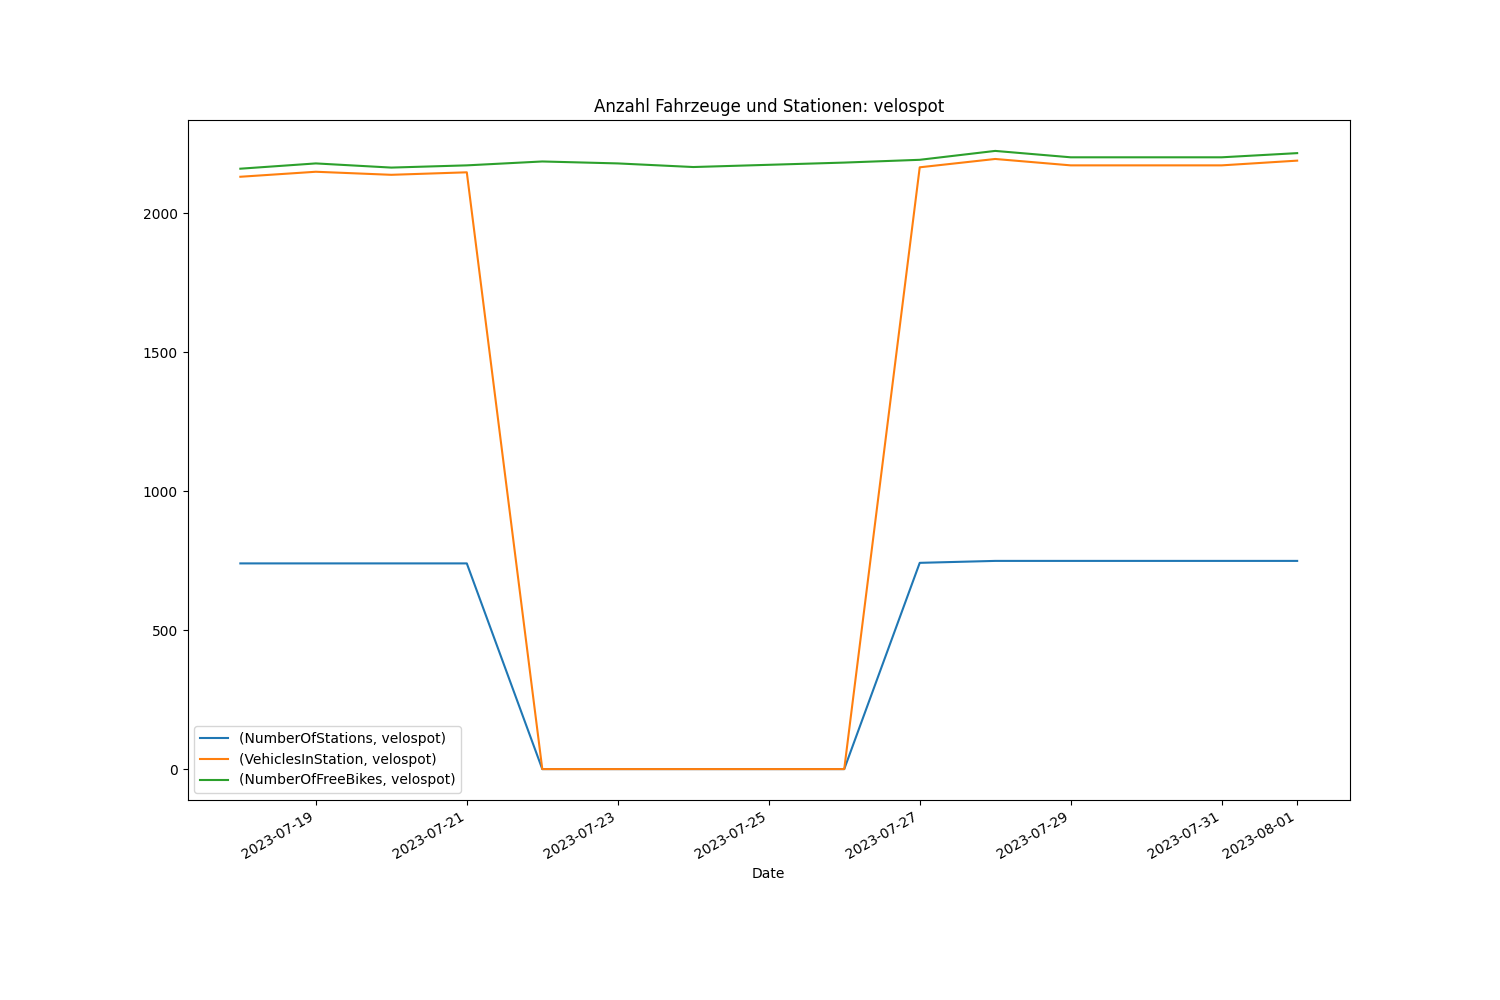 Anzahl Fahrzeuge und Stationen: velospot
2000
1500
1000
500
0
(NumberOfStations, velospot)
(VehiclesInStation, velospot)
(NumberOfFreeBikes, velospot)
2023-07-19
2023-07-21
2023-07-23
2023-07-25
2023-07-27
2023-07-29
2023-07-31
2023-08-01
Date